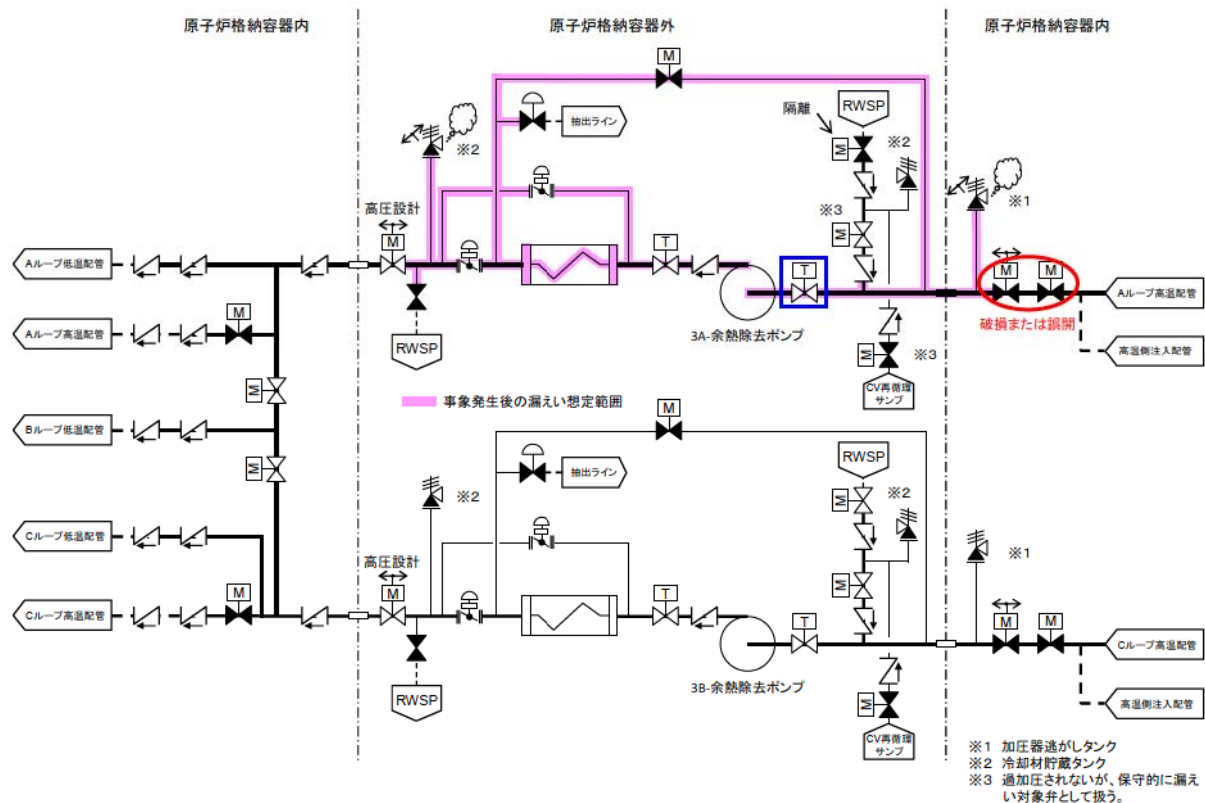 原子炉格納容器内
原子炉格納容器外
原子炉格納容器内
M
抽出ライン
隔離
RWSP
M
※2
※2
※1
高圧設計
M
※3
M
T
T
M
M
Aループ低温配管
Aループ高温配管
3A-余熱除去ポンプ
破損または誤開
M
Aループ高温配管
RWSP
高温側注入配管
M
※3
CV再循環
サンプ
M
事象発生後の漏えい想定範囲
Bループ低温配管
M
M
抽出ライン
RWSP
M
※2
※2
※1
Cループ低温配管
高圧設計
M
M
T
T
M
M
M
Cループ高温配管
Cループ高温配管
3B-余熱除去ポンプ
RWSP
M
高温側注入配管
CV再循環
サンプ
※1 加圧器逃がしタンク
※2 冷却材貯蔵タンク
※3 過加圧されないが、保守的に漏え
い対象弁として扱う。